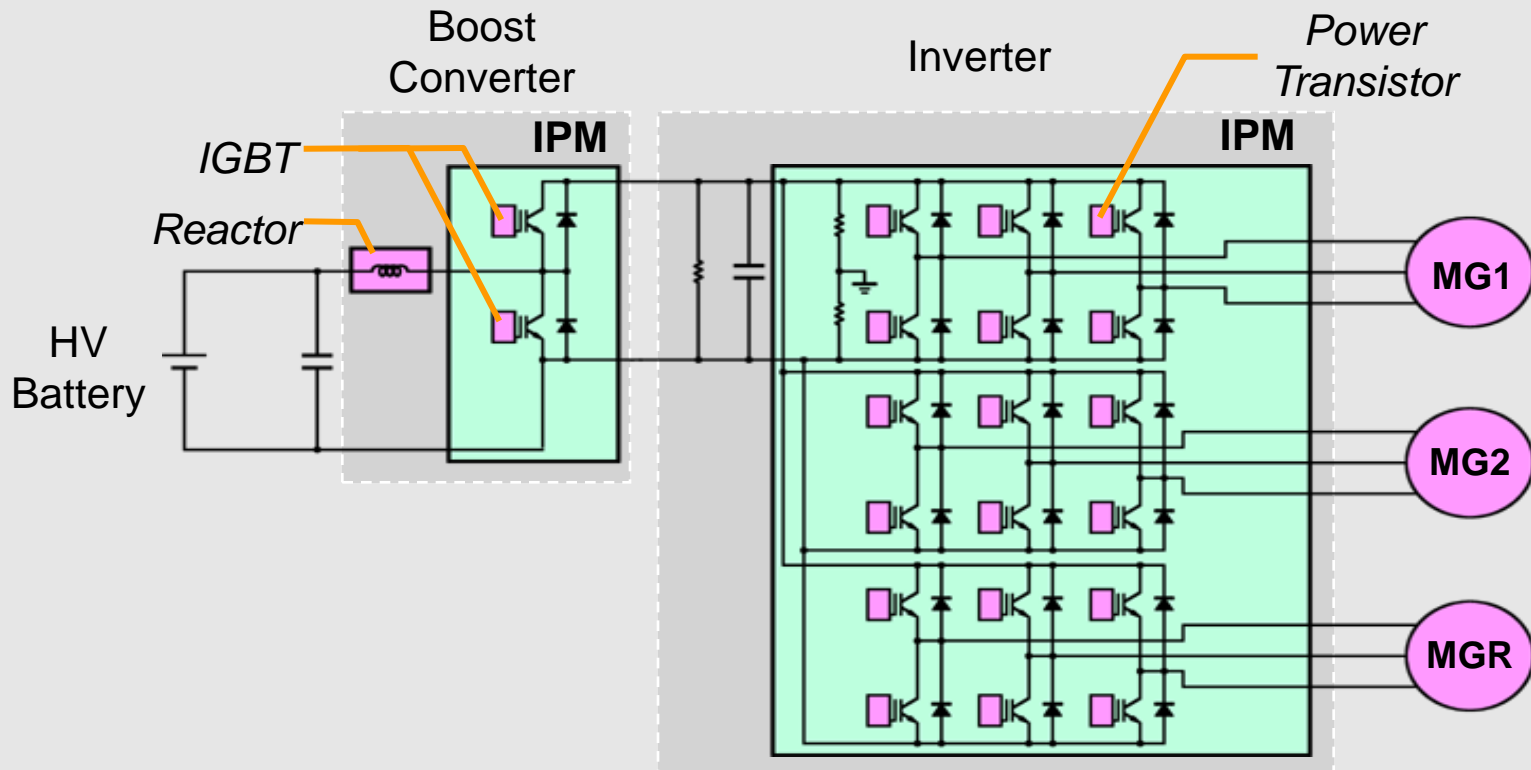 Boost
Converter
Inverter
Power
Transistor
IPM
IPM
IGBT
Reactor
HV
Battery
MG1
MG2
MGR